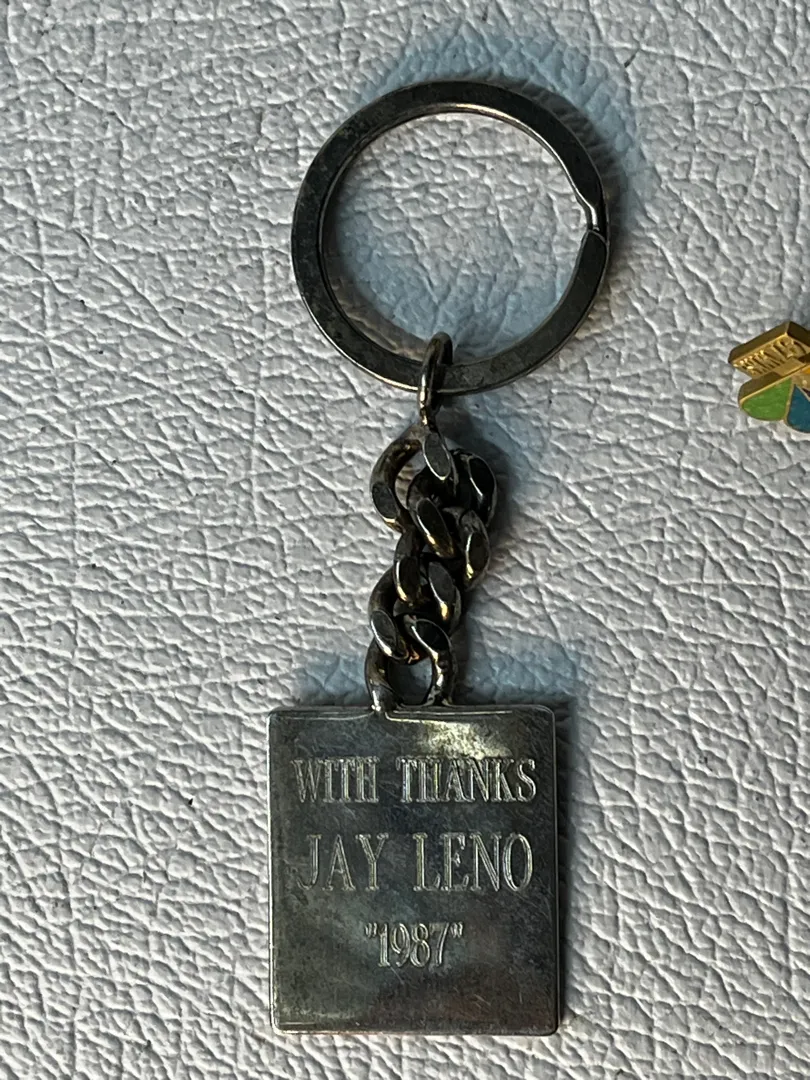 WITH THANKS
JAY LENO
"1987"